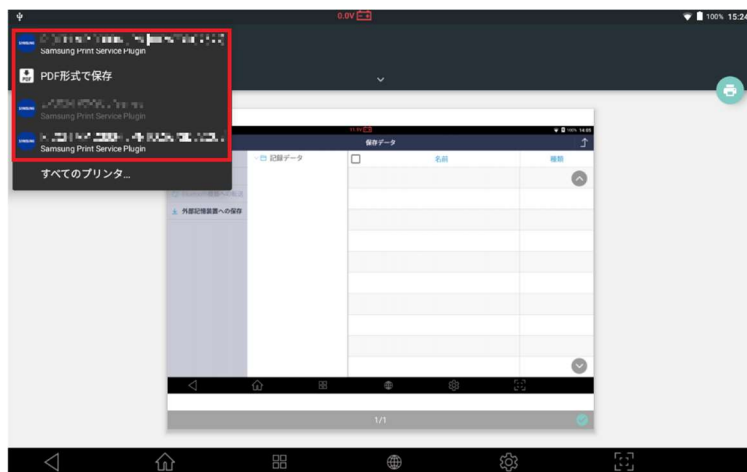 0.0V
100% 15:24
Samsung Print Service Plugin
PDF形式で保存
Samsung Print Service Plugin
Samsung Print Service Plugin
すべてのプリンタ...
100% 14:55
保存データ
記録データ
名前
種類
外部記憶装置への保存
1/1